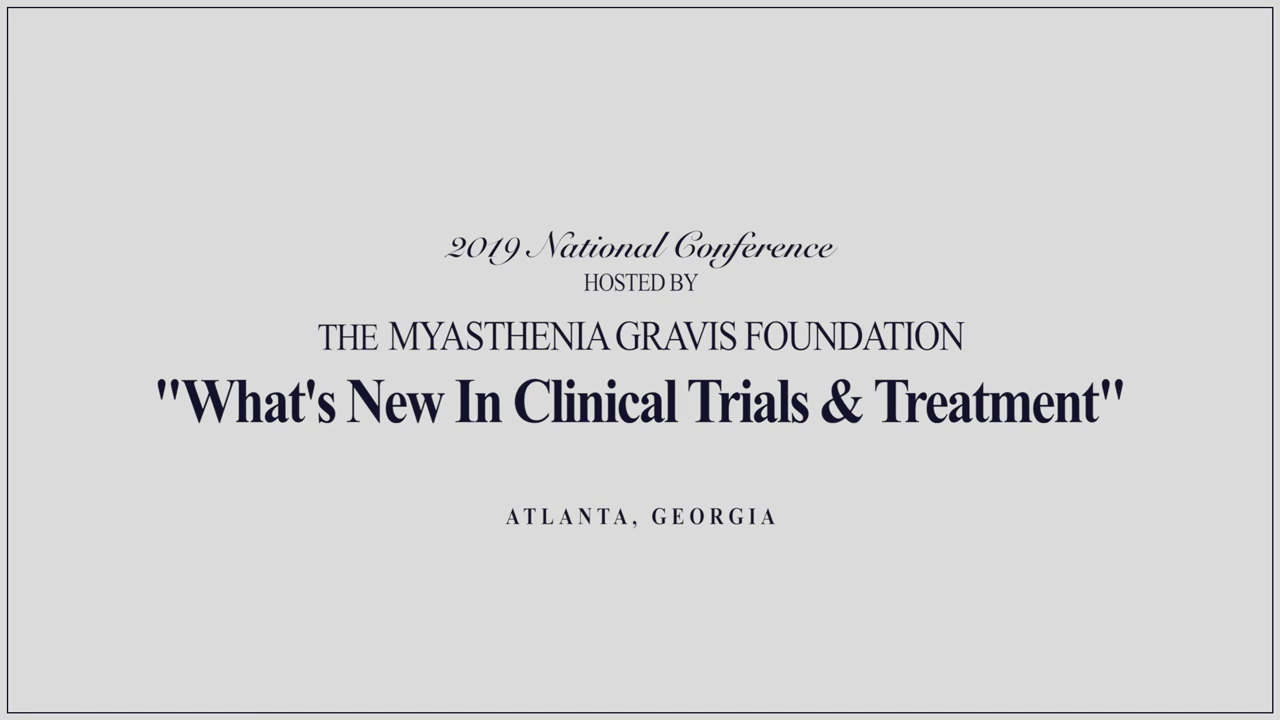 2019 National Conference
HOSTED BY
THE MYASTHENIA GRAVIS FOUNDATION
"What's New In Clinical Trials & Treatment"
ATLANTA, GEORGIA